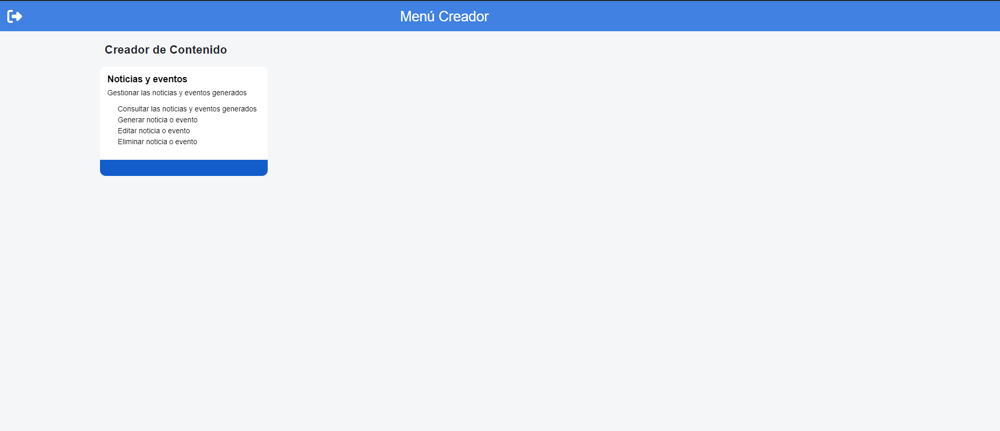 Menú Creador
Creador de Contenido
Noticias y eventos
Gestionar las noticias y eventos generados
Consultar las noticias y eventos generados
Generar noticia o evento
Editar noticia o evento
Eliminar noticia o evento